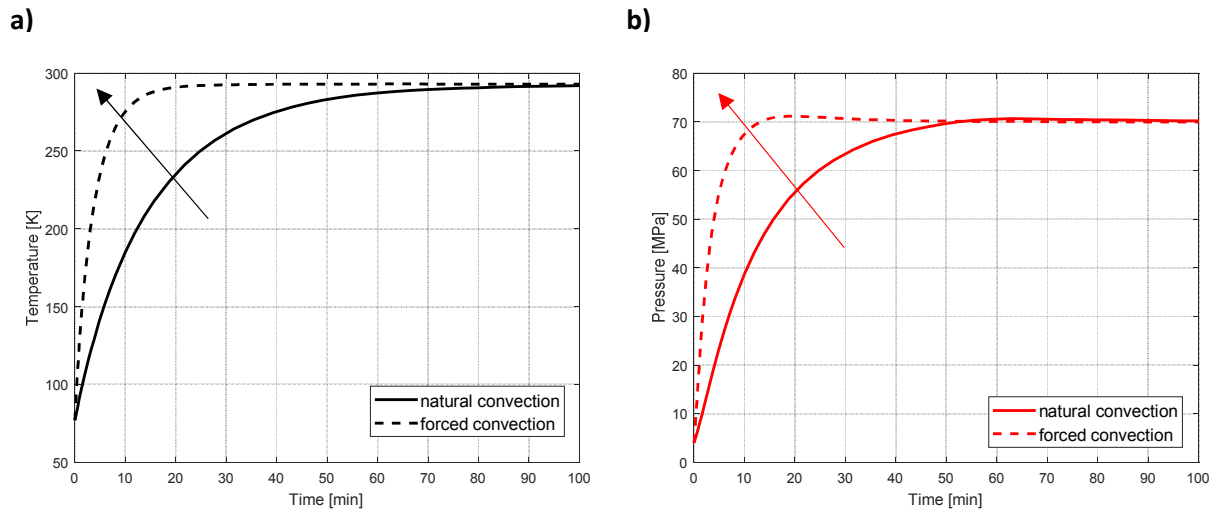 a)
300
250
200
150
100
50
Temperature [K]
0 10 20 30 40 50 60 70 80 90 100
Time [min]
natural convection
forced convection
b)
80
70
60
50
40
30
20
10
0
Pressure [MPa]
0 10 20 30 40 50 60 70 80 90 100
Time [min]
natural convection
forced convection